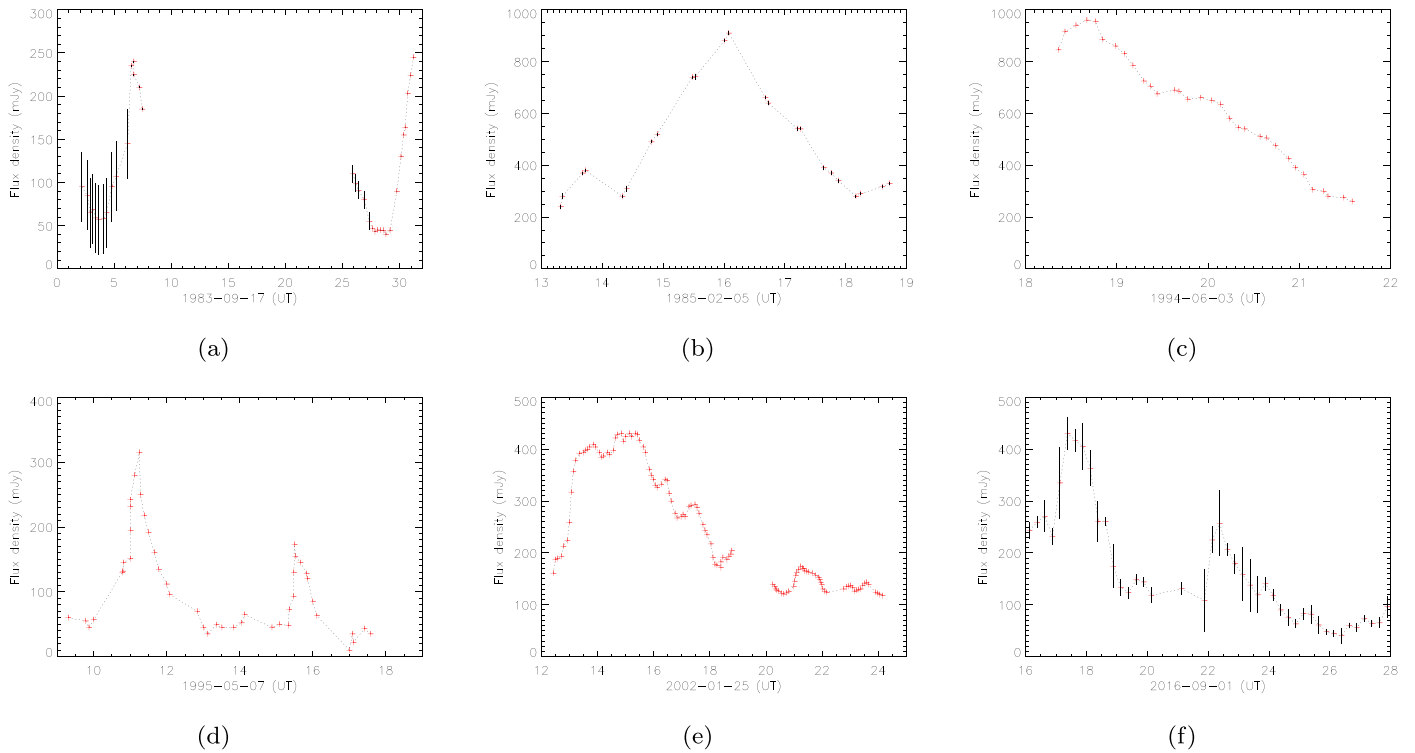 300
250
200
150
100
50
0
Flux density (mJy)
0 5 10 15 20 25 30
1983-09-17 (UT)
(a)
1000
800
600
400
200
0
Flux density (mJy)
13 14 15 16 17 18 19
1985-02-05 (UT)
(b)
1000
800
600
400
200
0
Flux density (mJy)
18 19 20 21 22
1994-06-03 (UT)
(c)
400
300
200
100
0
Flux density (mJy)
10 12 14 16 18
1995-05-07 (UT)
(d)
500
400
300
200
100
0
Flux density (mJy)
12 14 16 18 20 22 24
2002-01-25 (UT)
(e)
500
400
300
200
100
0
Flux density (mJy)
16 18 20 22 24 26 28
2016-09-01 (UT)
(f)